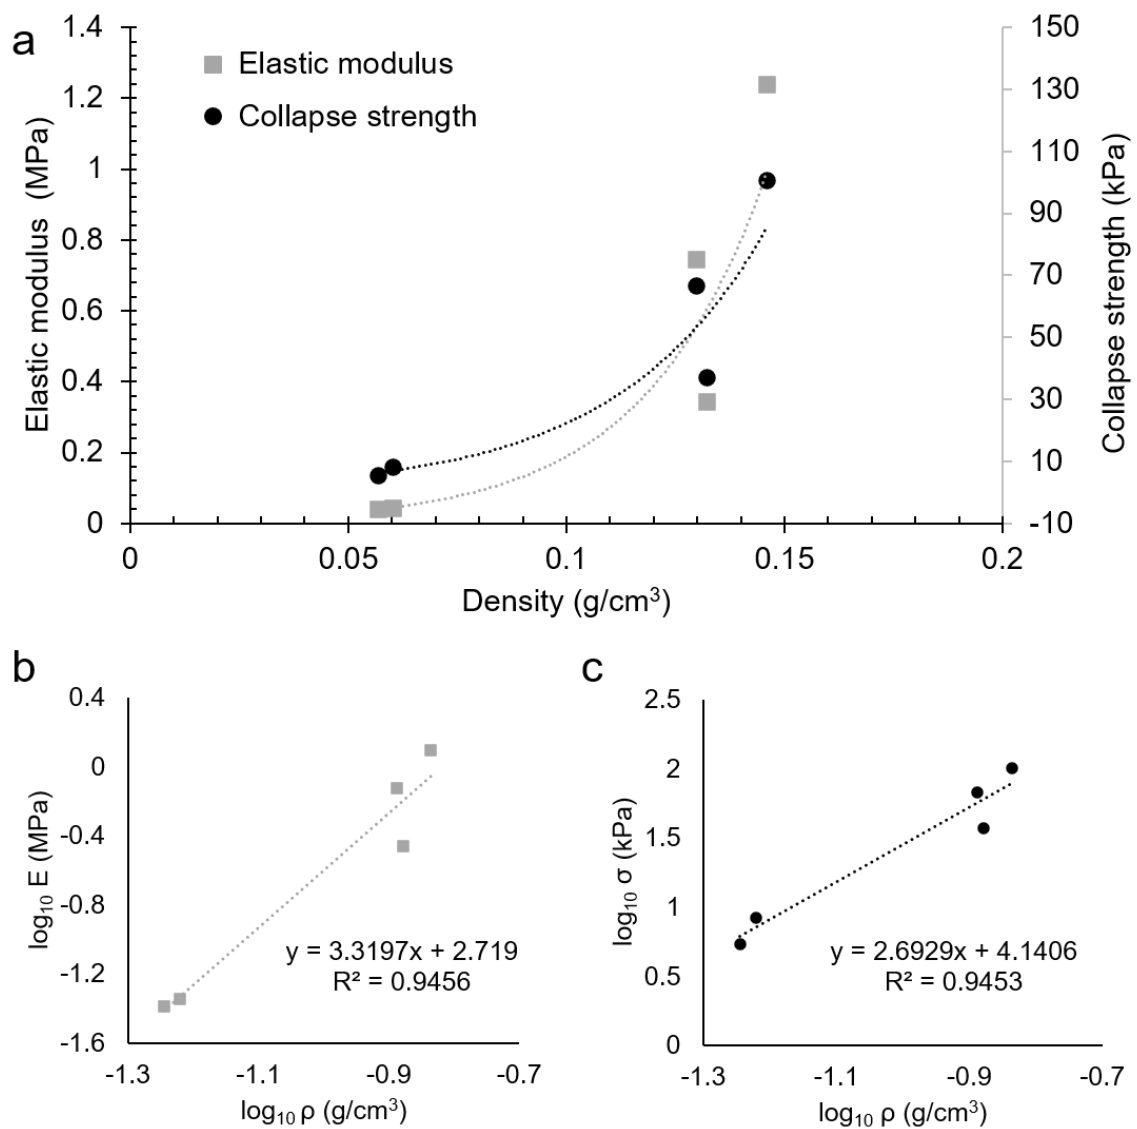 a
Elastic modulus
Collapse strength
Elastic modulus (MPa)
1.4
1.2
1
0.8
0.6
0.4
0.2
0
Collapse strength (kPa)
150
130
110
90
70
50
30
10
-10
0 0.05 0.1 0.15 0.2
Density (g/cm³)
b
log₁₀ E (MPa)
0.4
0
-0.4
-0.8
-1.2
-1.6
y = 3.3197x + 2.719
R² = 0.9456
-1.3 -1.1 -0.9 -0.7
log₁₀ ρ (g/cm³)
c
log₁₀ σ (kPa)
2.5
2
1.5
1
0.5
0
y = 2.6929x + 4.1406
R² = 0.9453
-1.3 -1.1 -0.9 -0.7
log₁₀ ρ (g/cm³)